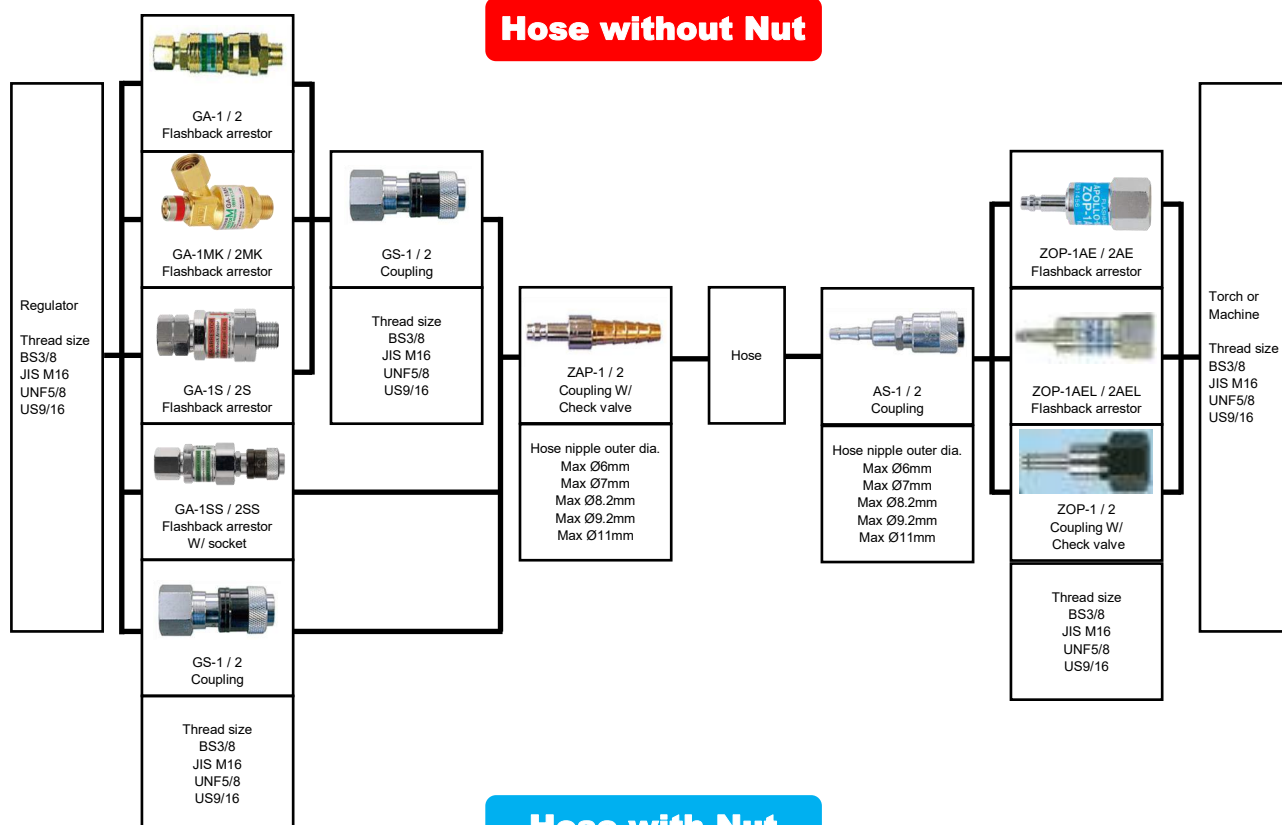 Hose without Nut
Regulator
Thread size
BS3/8
JIS M16
UNF5/8
US9/16
GA-1 / 2
Flashback arrestor
GA-1MK / 2MK
Flashback arrestor
GA-1S / 2S
Flashback arrestor
GA-1SS / 2SS
Flashback arrestor
W/ socket
GS-1 / 2
Coupling
Thread size
BS3/8
JIS M16
UNF5/8
US9/16
GS-1 / 2
Coupling
Thread size
BS3/8
JIS M16
UNF5/8
US9/16
ZAP-1 / 2
Coupling W/
Check valve
Hose nipple outer dia.
Max Ø6mm
Max Ø7mm
Max Ø8.2mm
Max Ø9.2mm
Max Ø11mm
Hose
AS-1 / 2
Coupling
Hose nipple outer dia.
Max Ø6mm
Max Ø7mm
Max Ø8.2mm
Max Ø9.2mm
Max Ø11mm
APOLLO
ZOP-1A
ZOP-1AE / 2AE
Flashback arrestor
ZOP-1AEL / 2AEL
Flashback arrestor
ZOP-1 / 2
Coupling W/
Check valve
Thread size
BS3/8
JIS M16
UNF5/8
US9/16
Torch or
Machine
Thread size
BS3/8
JIS M16
UNF5/8
US9/16
Hose with Nut